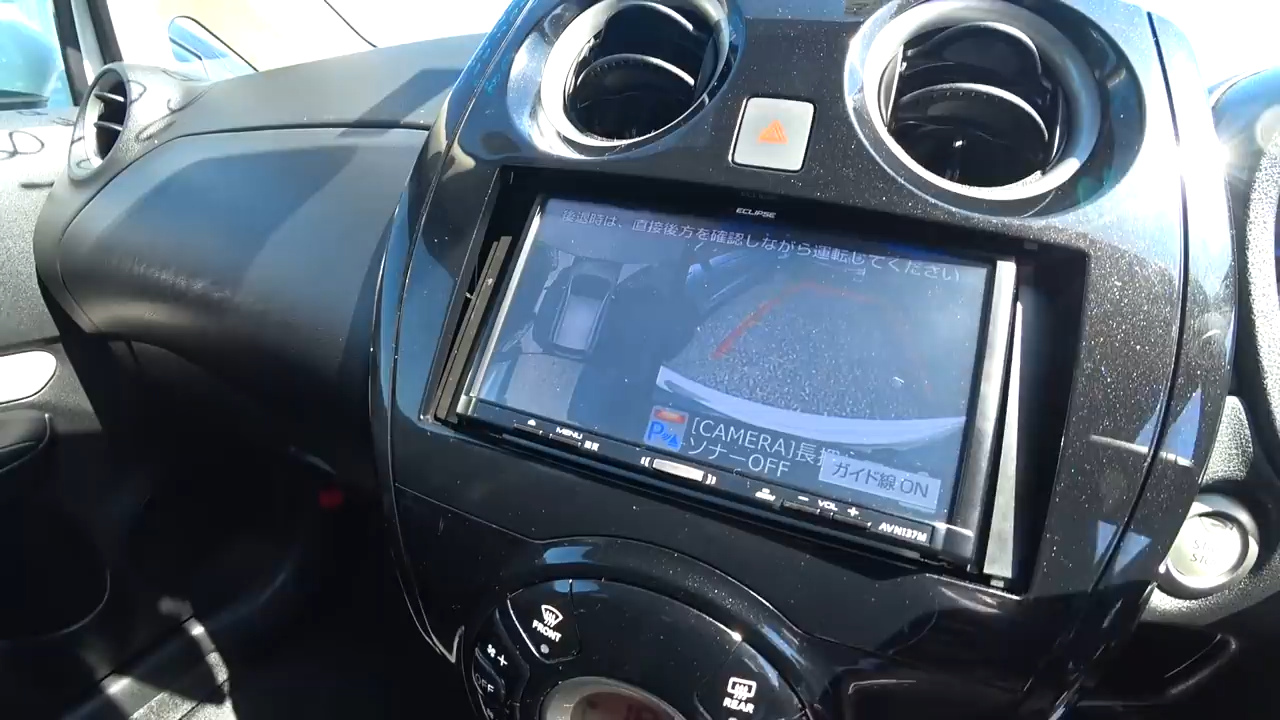 ECLIPSE
後退時は、直接後方を確認しながら運転してください
[CAMERA]長押
ンナーOFF
ガイド線 ON
P
MENU
VOL
AVN137M
FRONT
OFF
REAR